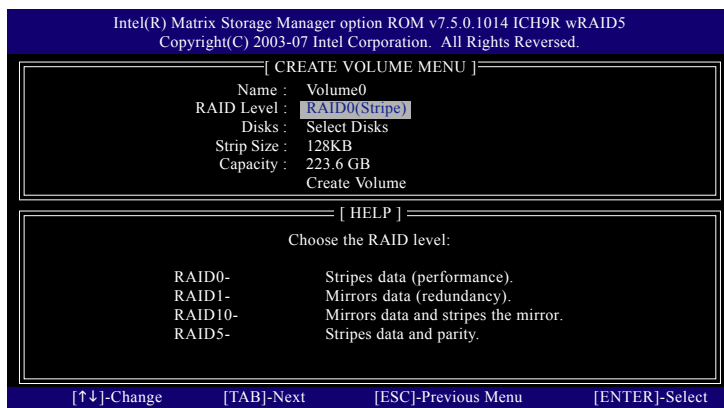 Intel(R) Matrix Storage Manager option ROM v7.5.0.1014 ICH9R wRAID5
Copyright(C) 2003-07 Intel Corporation. All Rights Reversed.
[ CREATE VOLUME MENU ]
Name : Volume0
RAID Level : RAID0(Stripe)
Disks : Select Disks
Strip Size : 128KB
Capacity : 223.6 GB
Create Volume
[ HELP ]
Choose the RAID level:
RAID0- Stripes data (performance).
RAID1- Mirrors data (redundancy).
RAID10- Mirrors data and stripes the mirror.
RAID5- Stripes data and parity.
[↑↓]-Change [TAB]-Next [ESC]-Previous Menu [ENTER]-Select